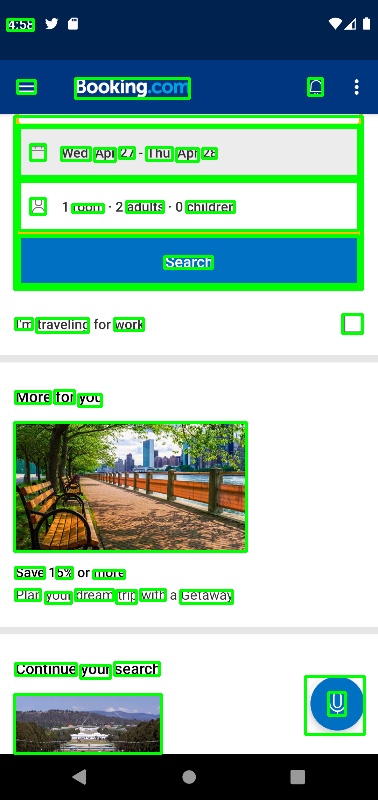 4:58
Booking.com
Wed Apr 27 - Thu Apr 28
1 room · 2 adults · 0 children
Search
I'm traveling for work
More for you
Save 15% or more
Plan your dream trip with a Getaway
Continue your search